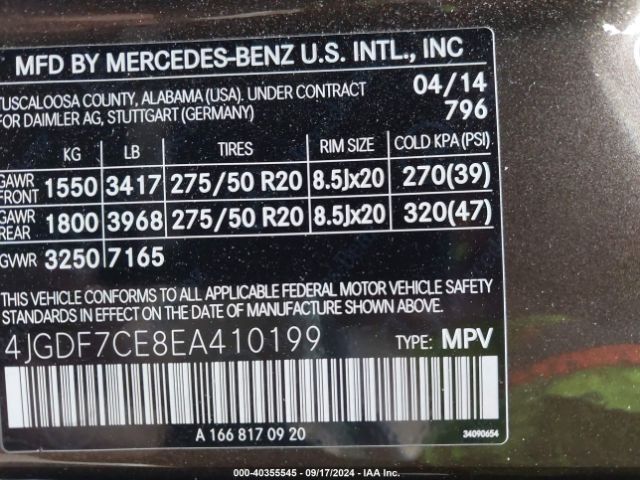 MFD BY MERCEDES-BENZ U.S. INTL., INC
TUSCALOOSA COUNTY, ALABAMA (USA). UNDER CONTRACT 04/14
FOR DAIMLER AG, STUTTGART (GERMANY) 796
KG LB TIRES RIM SIZE COLD KPA (PSI)
GAWR FRONT 1550 3417 275/50 R20 8.5Jx20 270(39)
GAWR REAR 1800 3968 275/50 R20 8.5Jx20 320(47)
GVWR 3250 7165
THIS VEHICLE CONFORMS TO ALL APPLICABLE FEDERAL MOTOR VEHICLE SAFETY
STANDARDS IN EFFECT ON THE DATE OF MANUFACTURE SHOWN ABOVE.
4JGDF7CE8EA410199 TYPE: MPV
A 166 817 09 20 34090654
000-40355545 - 09/17/2024 - IAA Inc.